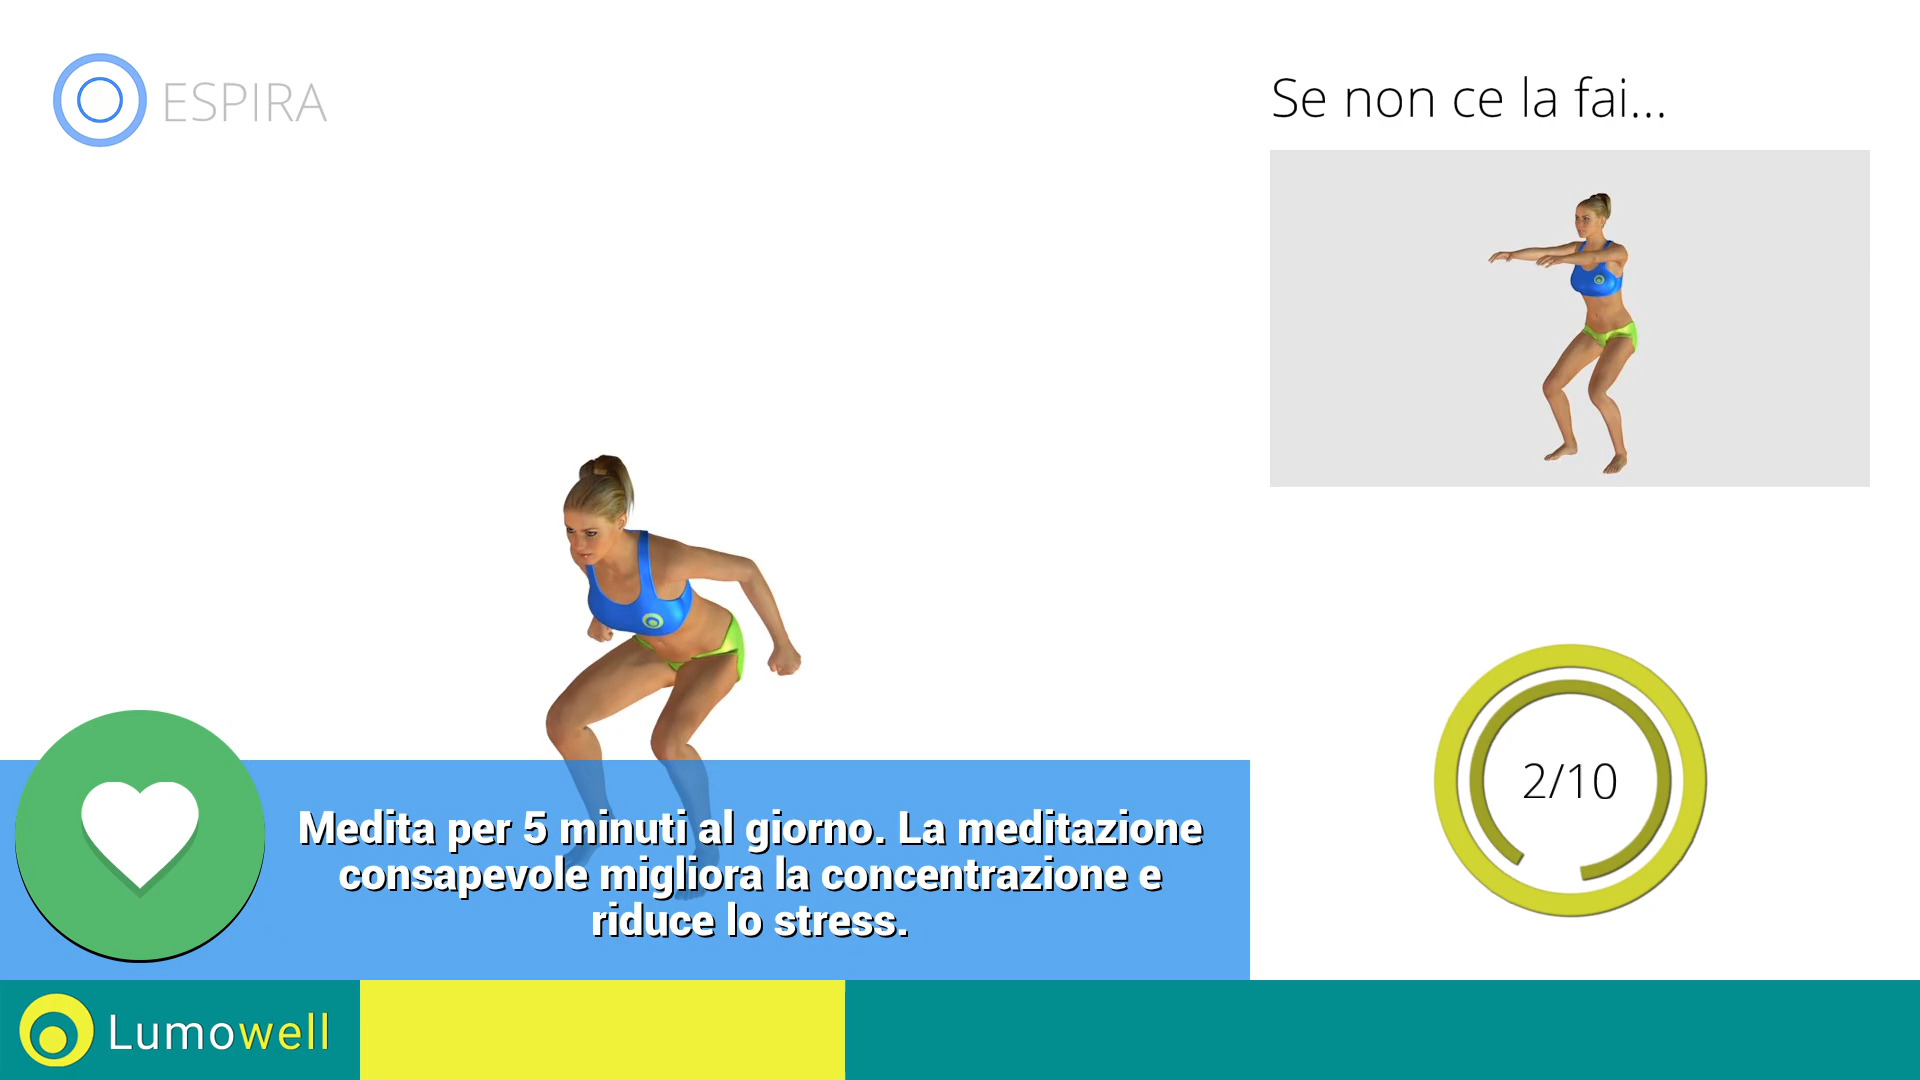 ESPIRA
Se non ce la fai...
2/10
Medita per 5 minuti al giorno. La meditazione
consapevole migliora la concentrazione e
riduce lo stress.
Lumowell